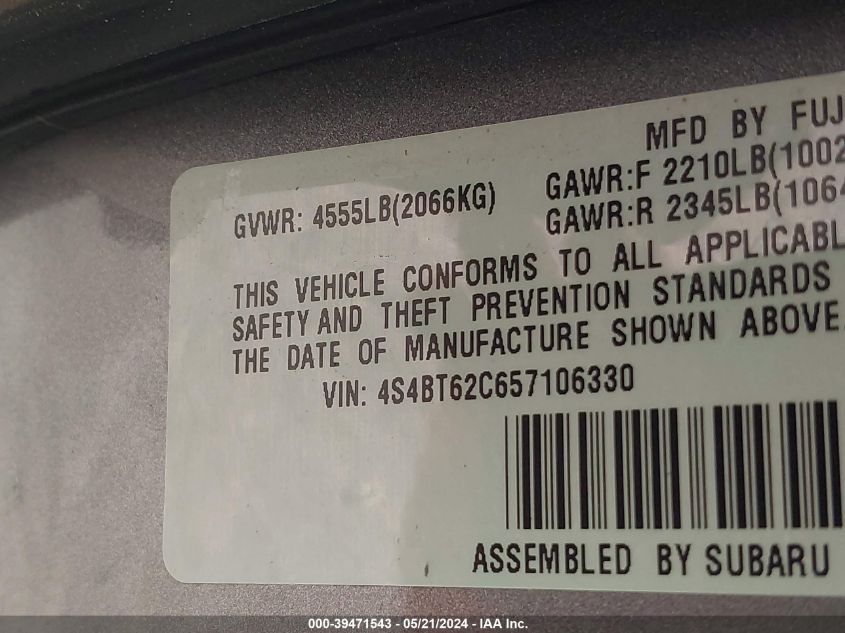 MFD BY FUJ
GVWR: 4555LB(2066KG)
GAWR:F 2210LB(1002
GAWR:R 2345LB(1064
THIS VEHICLE CONFORMS TO ALL APPLICABL
SAFETY AND THEFT PREVENTION STANDARDS
THE DATE OF MANUFACTURE SHOWN ABOVE.
VIN: 4S4BT62C657106330
ASSEMBLED BY SUBARU
000-39471543 - 05/21/2024 - IAA Inc.